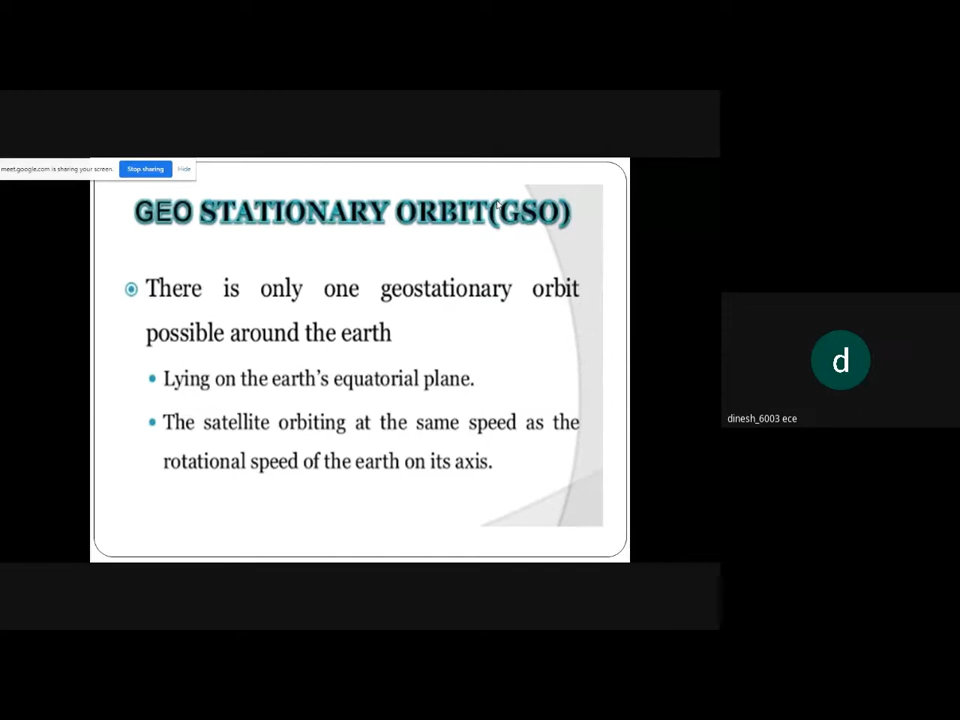 meet.google.com is sharing your screen. Stop sharing Hide
GEO STATIONARY ORBIT(GSO)
There is only one geostationary orbit
possible around the earth
• Lying on the earth's equatorial plane.
• The satellite orbiting at the same speed as the
rotational speed of the earth on its axis.
d
dinesh_6003 ece